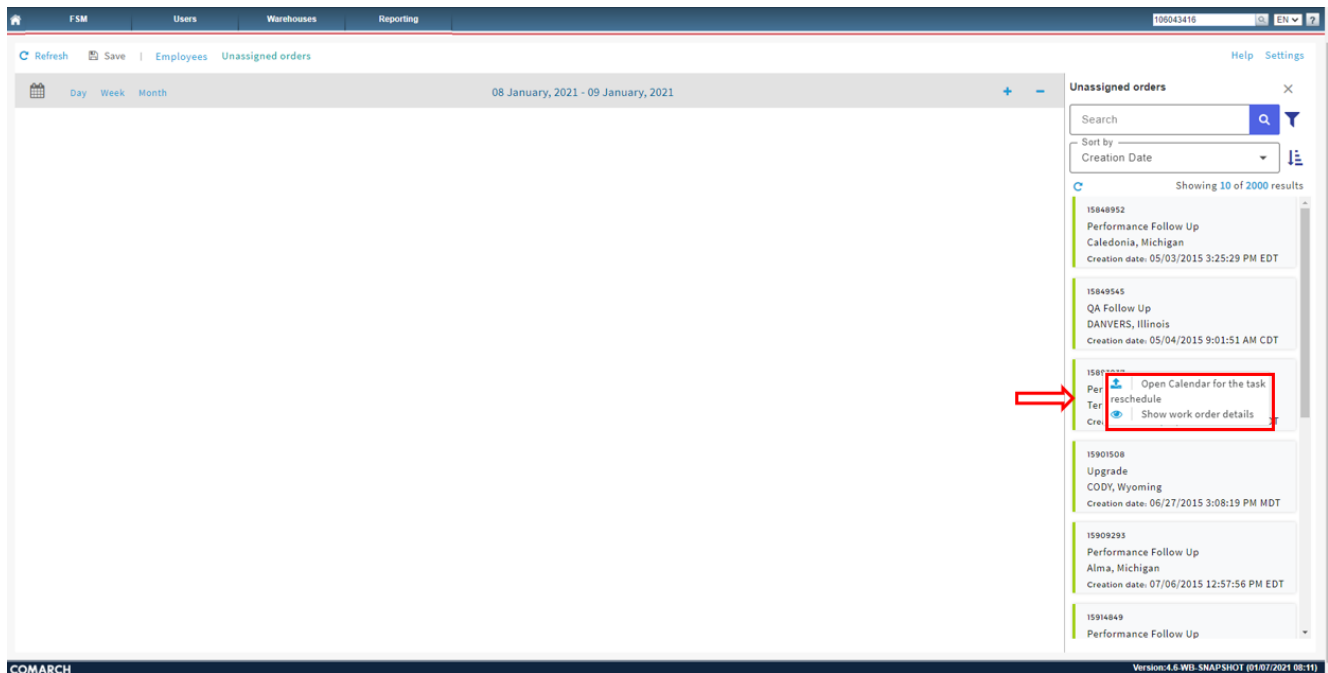 FSM Users Warehouses Reporting 106043416 EN ?
Refresh Save | Employees Unassigned orders Help Settings
Day Week Month 08 January, 2021 - 09 January, 2021 + −
Unassigned orders
Search
Sort by
Creation Date
Showing 10 of 2000 results
15848952
Performance Follow Up
Caledonia, Michigan
Creation date: 05/03/2015 3:25:29 PM EDT
15849545
QA Follow Up
DANVERS, Illinois
Creation date: 05/04/2015 9:01:51 AM CDT
Per
Ter
Cre
Open Calendar for the task
reschedule
Show work order details
15901508
Upgrade
CODY, Wyoming
Creation date: 06/27/2015 3:08:19 PM MDT
15909293
Performance Follow Up
Alma, Michigan
Creation date: 07/06/2015 12:57:56 PM EDT
15914849
Performance Follow Up
COMARCH Version:4.6-WB-SNAPSHOT (01/07/2021 08:11)